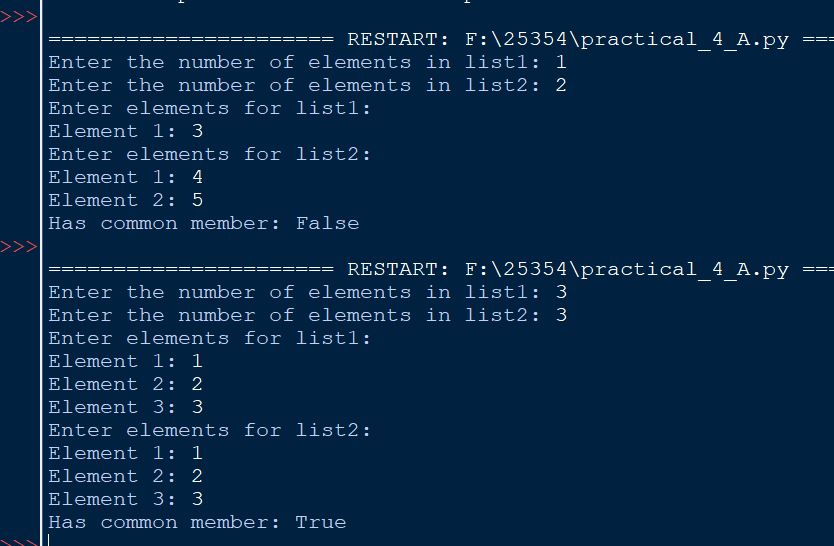 >>>
====================== RESTART: F:\25354\practical_4_A.py ===
Enter the number of elements in list1: 1
Enter the number of elements in list2: 2
Enter elements for list1:
Element 1: 3
Enter elements for list2:
Element 1: 4
Element 2: 5
Has common member: False
>>>
====================== RESTART: F:\25354\practical_4_A.py ===
Enter the number of elements in list1: 3
Enter the number of elements in list2: 3
Enter elements for list1:
Element 1: 1
Element 2: 2
Element 3: 3
Enter elements for list2:
Element 1: 1
Element 2: 2
Element 3: 3
Has common member: True
>>>